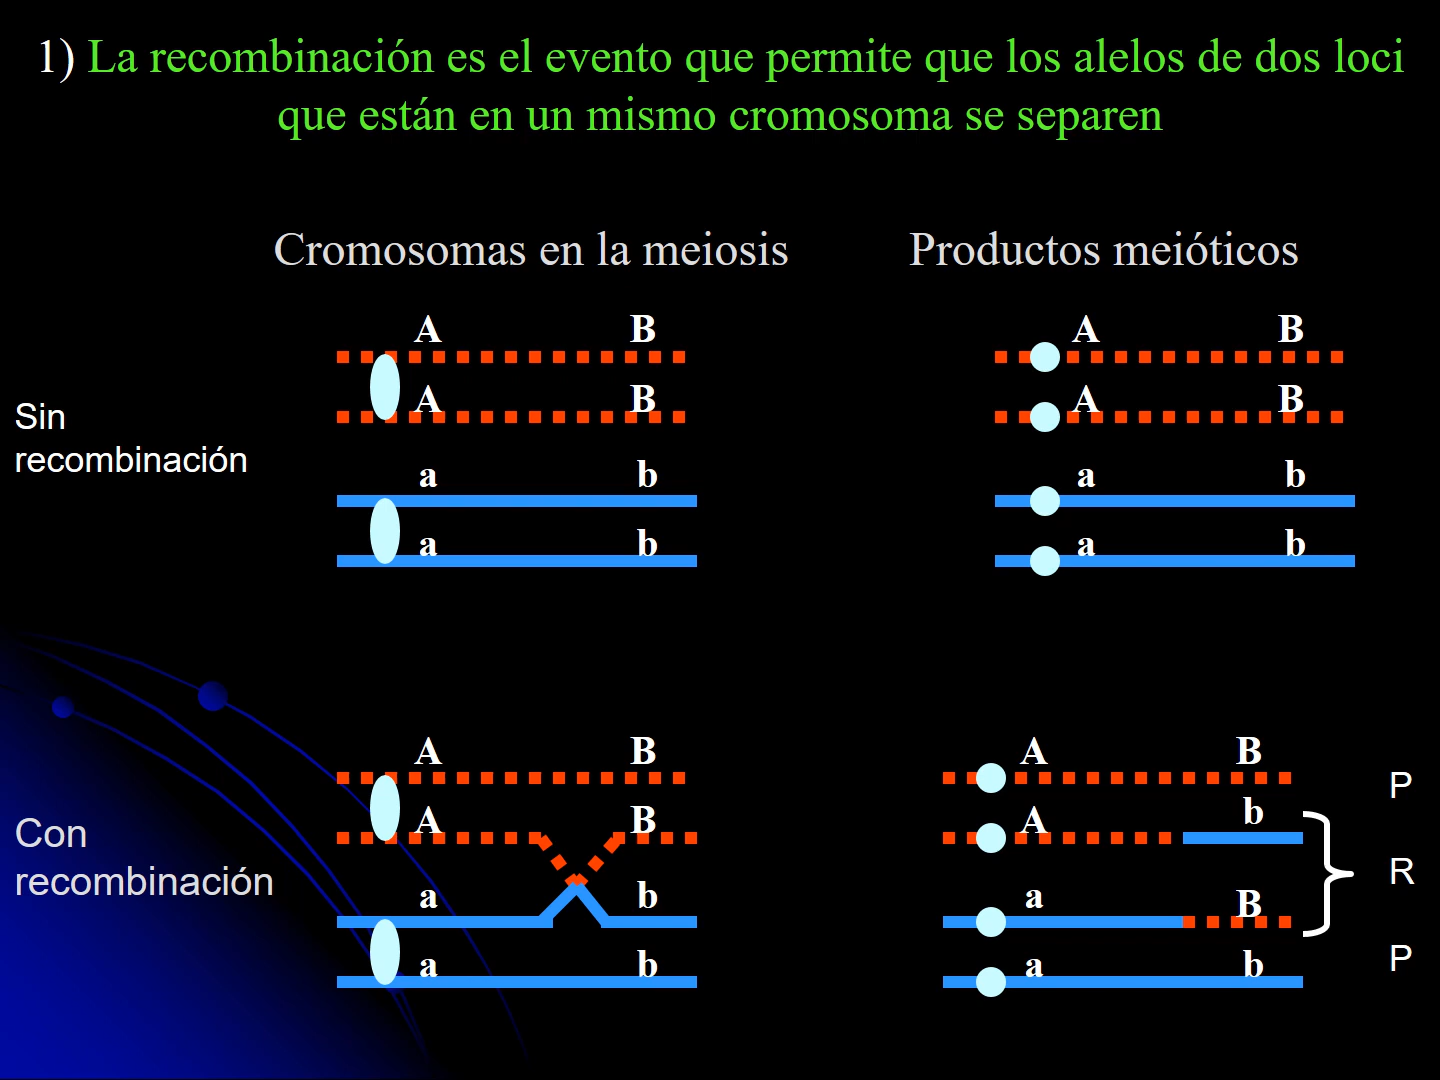 1) La recombinación es el evento que permite que los alelos de dos loci
que están en un mismo cromosoma se separen
Cromosomas en la meiosis Productos meióticos
A B A B
A B A B
Sin
recombinación
a b a b
a b a b
A B A B P
A B A b
Con
recombinación
R
a b a B
a b a b P